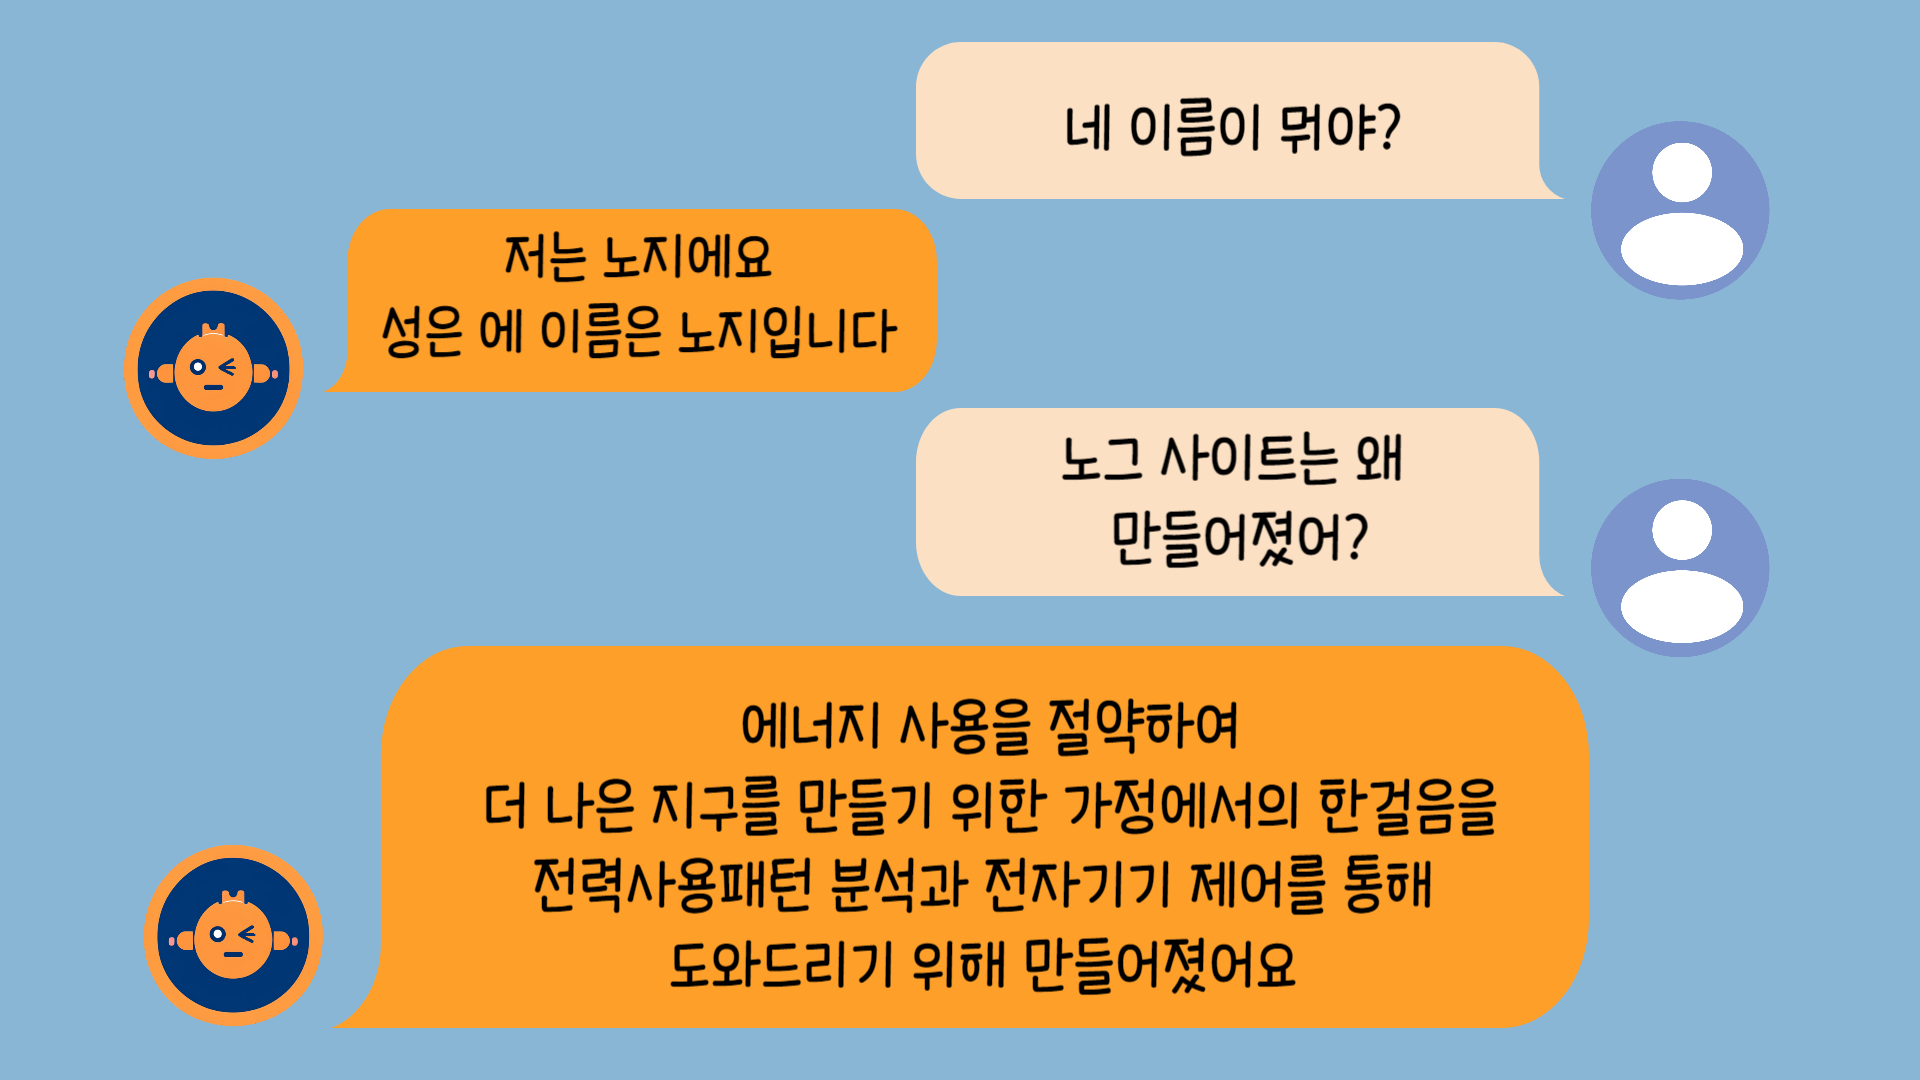 네 이름이 뭐야?
저는 노지에요
성은 에 이름은 노지입니다
노그 사이트는 왜
만들어졌어?
에너지 사용을 절약하여
더 나은 지구를 만들기 위한 가정에서의 한걸음을
전력사용패턴 분석과 전자기기 제어를 통해
도와드리기 위해 만들어졌어요